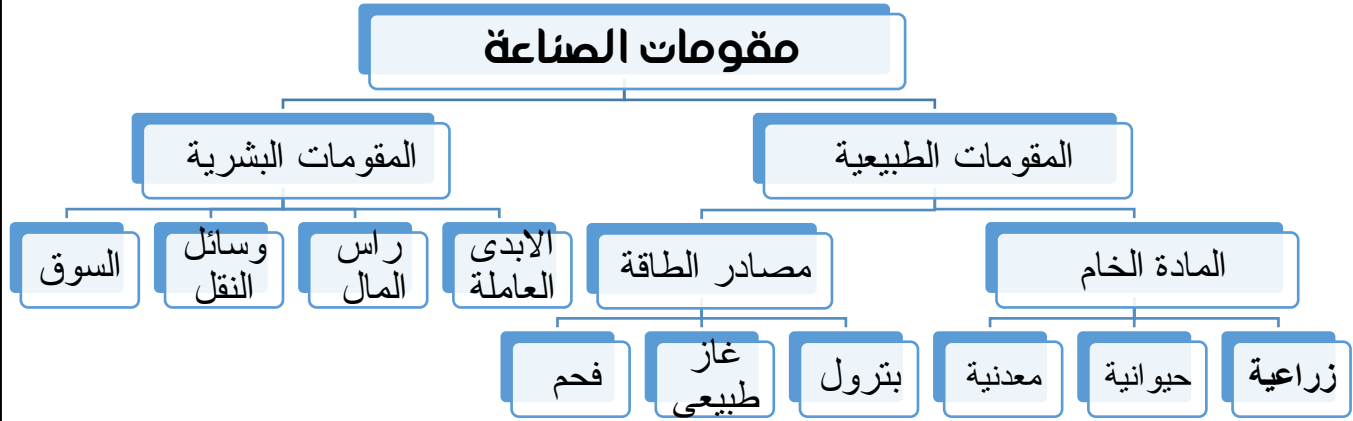 مقومات الصناعة
المقومات الطبيعية
المقومات البشرية
المادة الخام
مصادر الطاقة
الابدى
العاملة
راس
المال
وسائل
النقل
السوق
زراعية
حيوانية
معدنية
بترول
غاز
طبيعى
فحم